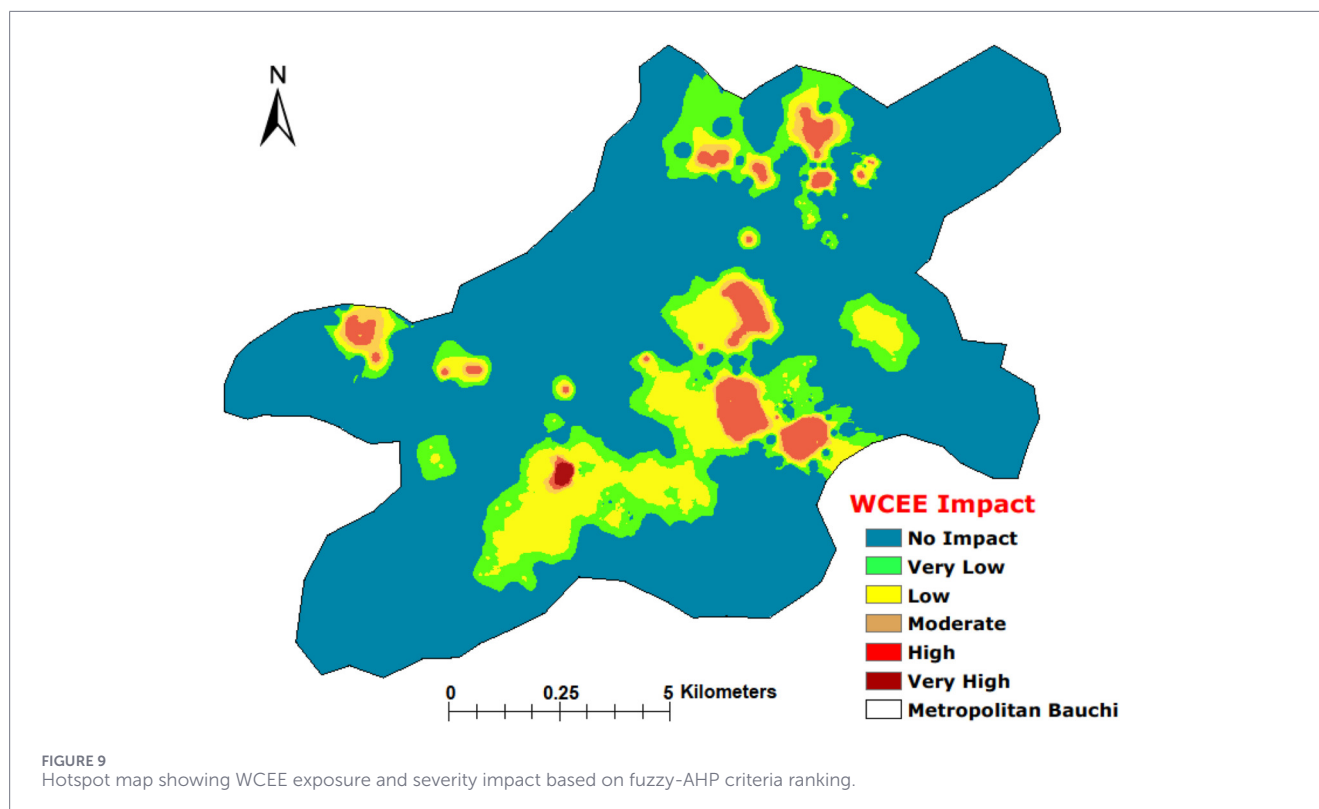 N
WCEE Impact
No Impact
Very Low
Low
Moderate
High
Very High
Metropolitan Bauchi
0 0.25 5 Kilometers
FIGURE 9
Hotspot map showing WCEE exposure and severity impact based on fuzzy-AHP criteria ranking.